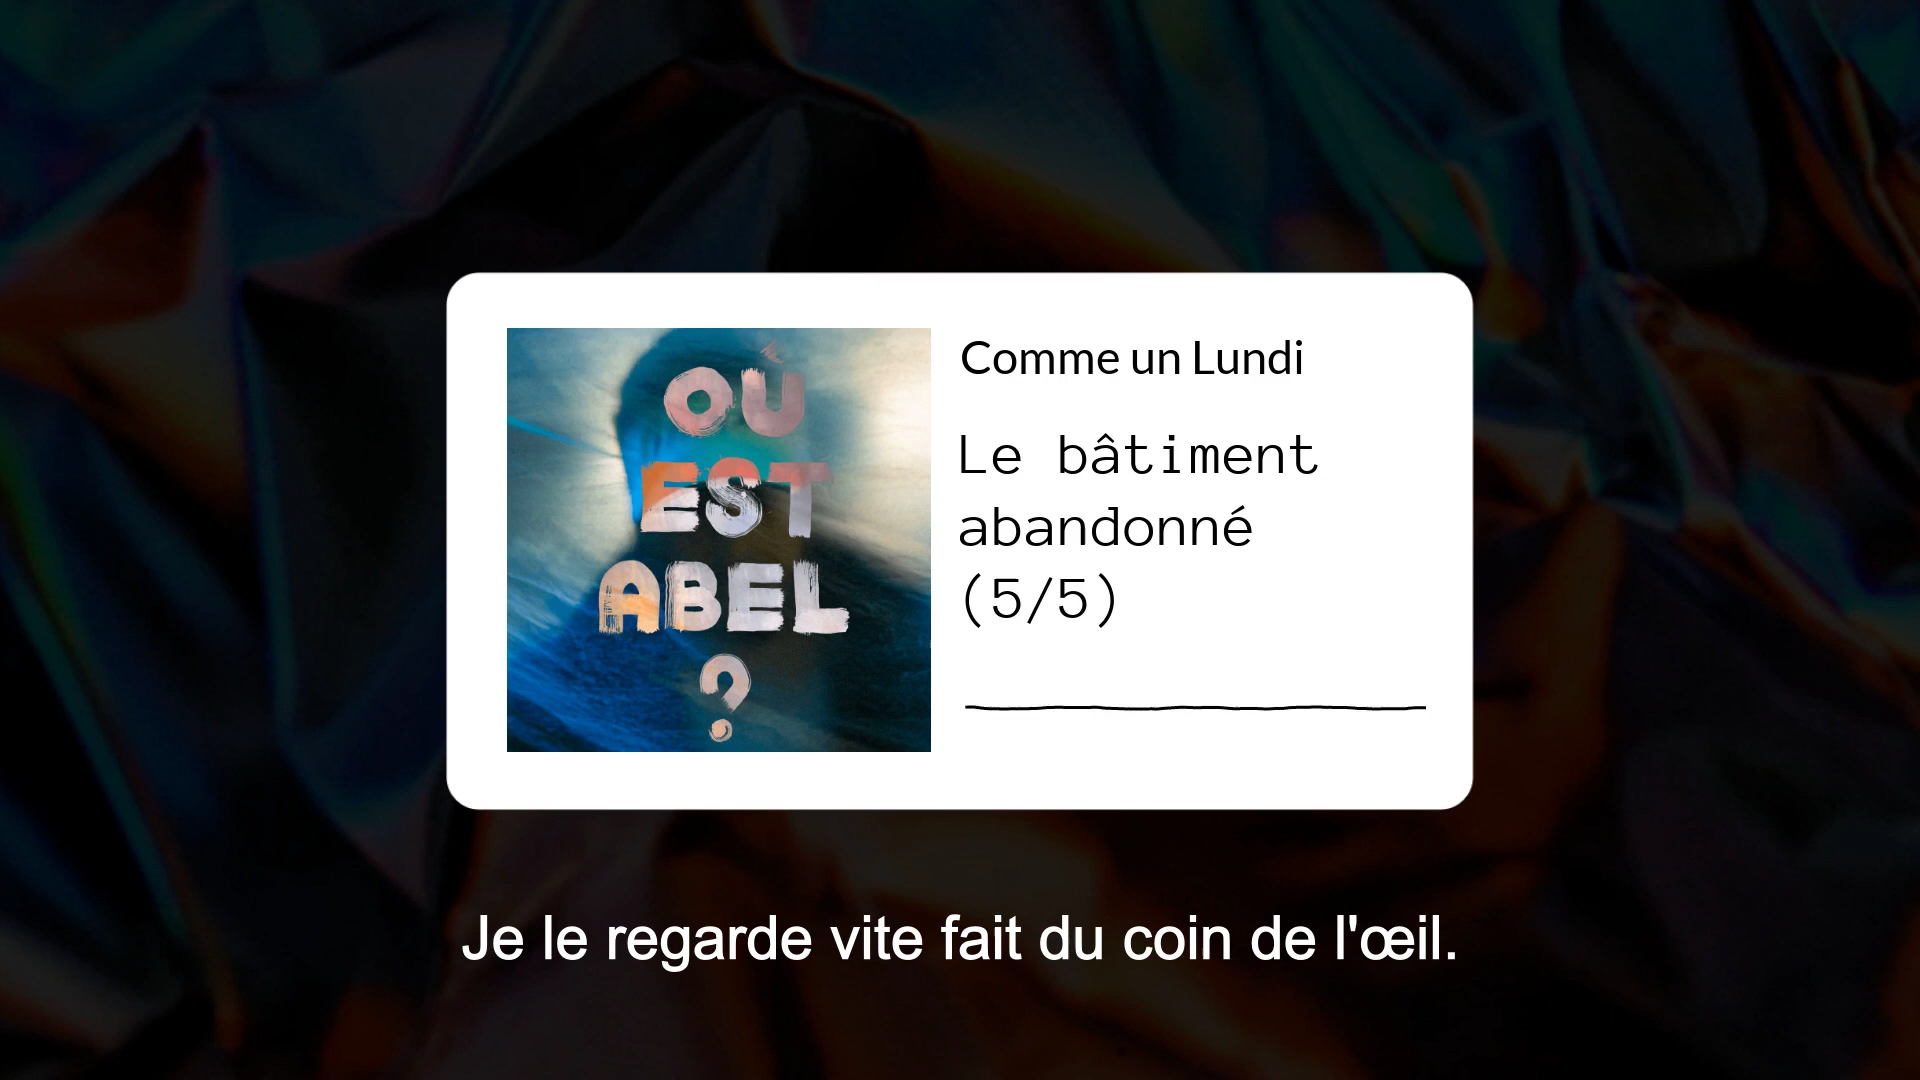 OÙ
EST
ABEL
?
Comme un Lundi
Le bâtiment
abandonné
(5/5)
Je le regarde vite fait du coin de l'œil.